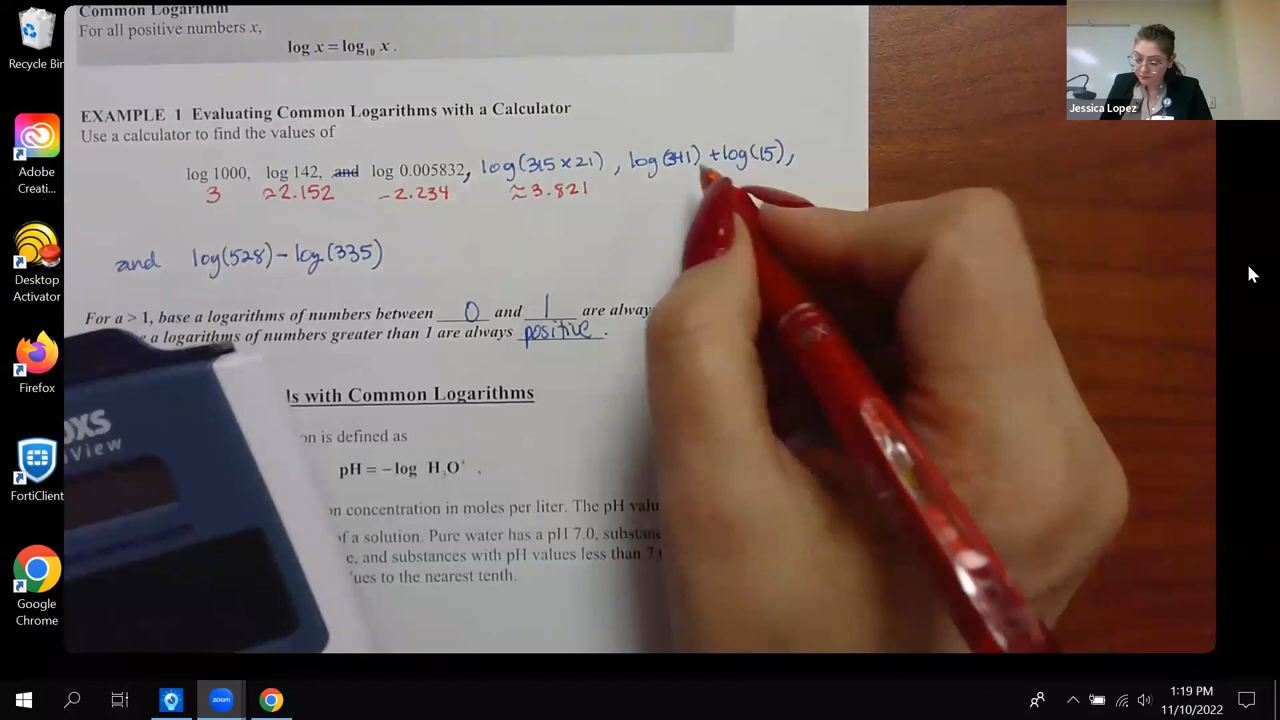 Common Logarithm
For all positive numbers x,
log x = log₁₀ x .
EXAMPLE 1 Evaluating Common Logarithms with a Calculator
Use a calculator to find the values of
log 1000, log 142, and log 0.005832, log(315×21), log(341) + log(15),
3 ≈2.152 -2.234 ≈3.821
and log(528) - log(335)
For a > 1, base a logarithms of numbers between 0 and 1 are always
a logarithms of numbers greater than 1 are always positive.
with Common Logarithms
is defined as
pH = -log H₃O⁺ .
concentration in moles per liter. The pH
of a solution. Pure water has a pH 7.0,
and substances with pH values less than 7
to the nearest tenth.
Jessica Lopez
Recycle Bin
Adobe
Creati...
Desktop
Activator
Firefox
FortiClient
Google
Chrome
zoom
1:19 PM
11/10/2022